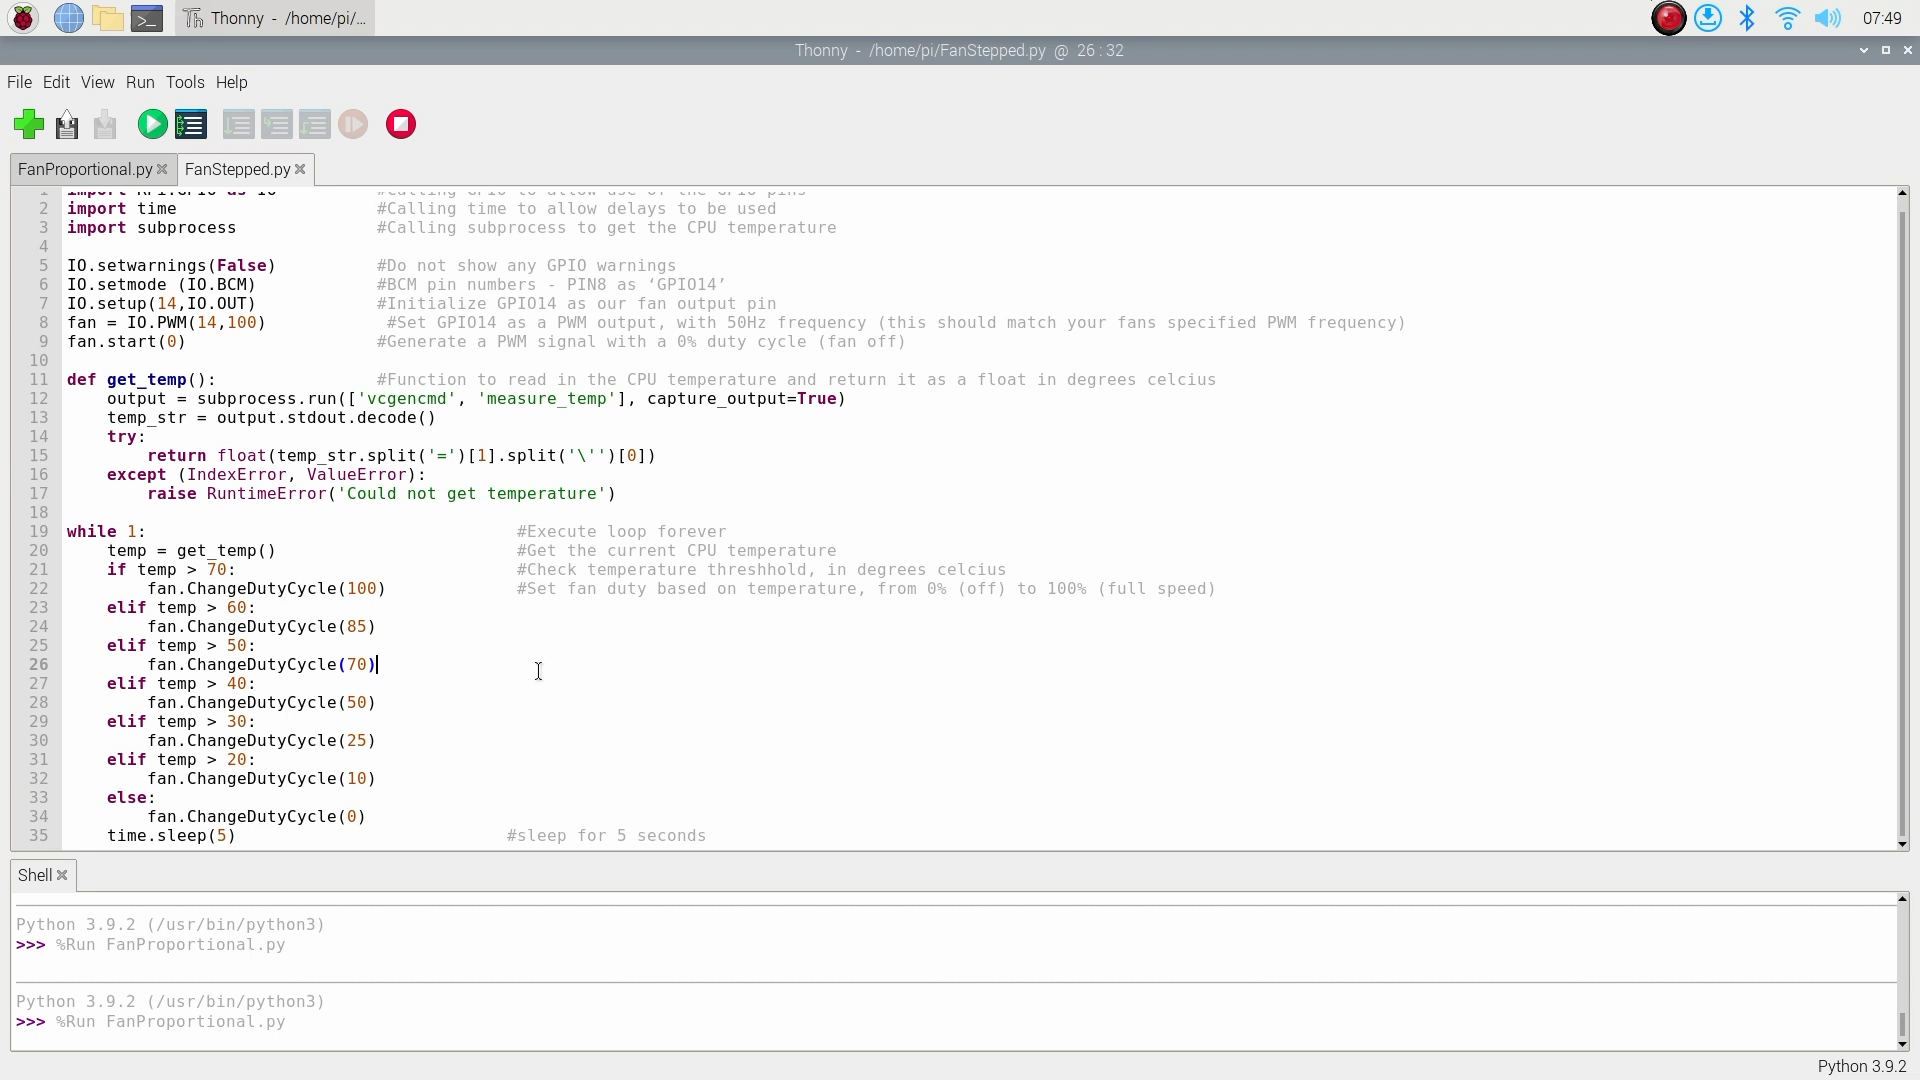 Thonny - /home/pi/...
07:49
Thonny - /home/pi/FanStepped.py @ 26 : 32
File Edit View Run Tools Help
FanProportional.py FanStepped.py
1 import RPi.GPIO as IO #Calling GPIO to allow use of the GPIO pins
2 import time #Calling time to allow delays to be used
3 import subprocess #Calling subprocess to get the CPU temperature
4
5 IO.setwarnings(False) #Do not show any GPIO warnings
6 IO.setmode (IO.BCM) #BCM pin numbers - PIN8 as ‘GPIO14’
7 IO.setup(14,IO.OUT) #Initialize GPIO14 as our fan output pin
8 fan = IO.PWM(14,100) #Set GPIO14 as a PWM output, with 50Hz frequency (this should match your fans specified PWM frequency)
9 fan.start(0) #Generate a PWM signal with a 0% duty cycle (fan off)
10
11 def get_temp(): #Function to read in the CPU temperature and return it as a float in degrees celcius
12 output = subprocess.run(['vcgencmd', 'measure_temp'], capture_output=True)
13 temp_str = output.stdout.decode()
14 try:
15 return float(temp_str.split('=')[1].split('\'')[0])
16 except (IndexError, ValueError):
17 raise RuntimeError('Could not get temperature')
18
19 while 1: #Execute loop forever
20 temp = get_temp() #Get the current CPU temperature
21 if temp > 70: #Check temperature threshhold, in degrees celcius
22 fan.ChangeDutyCycle(100) #Set fan duty based on temperature, from 0% (off) to 100% (full speed)
23 elif temp > 60:
24 fan.ChangeDutyCycle(85)
25 elif temp > 50:
26 fan.ChangeDutyCycle(70)
27 elif temp > 40:
28 fan.ChangeDutyCycle(50)
29 elif temp > 30:
30 fan.ChangeDutyCycle(25)
31 elif temp > 20:
32 fan.ChangeDutyCycle(10)
33 else:
34 fan.ChangeDutyCycle(0)
35 time.sleep(5) #sleep for 5 seconds
Shell
Python 3.9.2 (/usr/bin/python3)
>>> %Run FanProportional.py
Python 3.9.2 (/usr/bin/python3)
>>> %Run FanProportional.py
Python 3.9.2